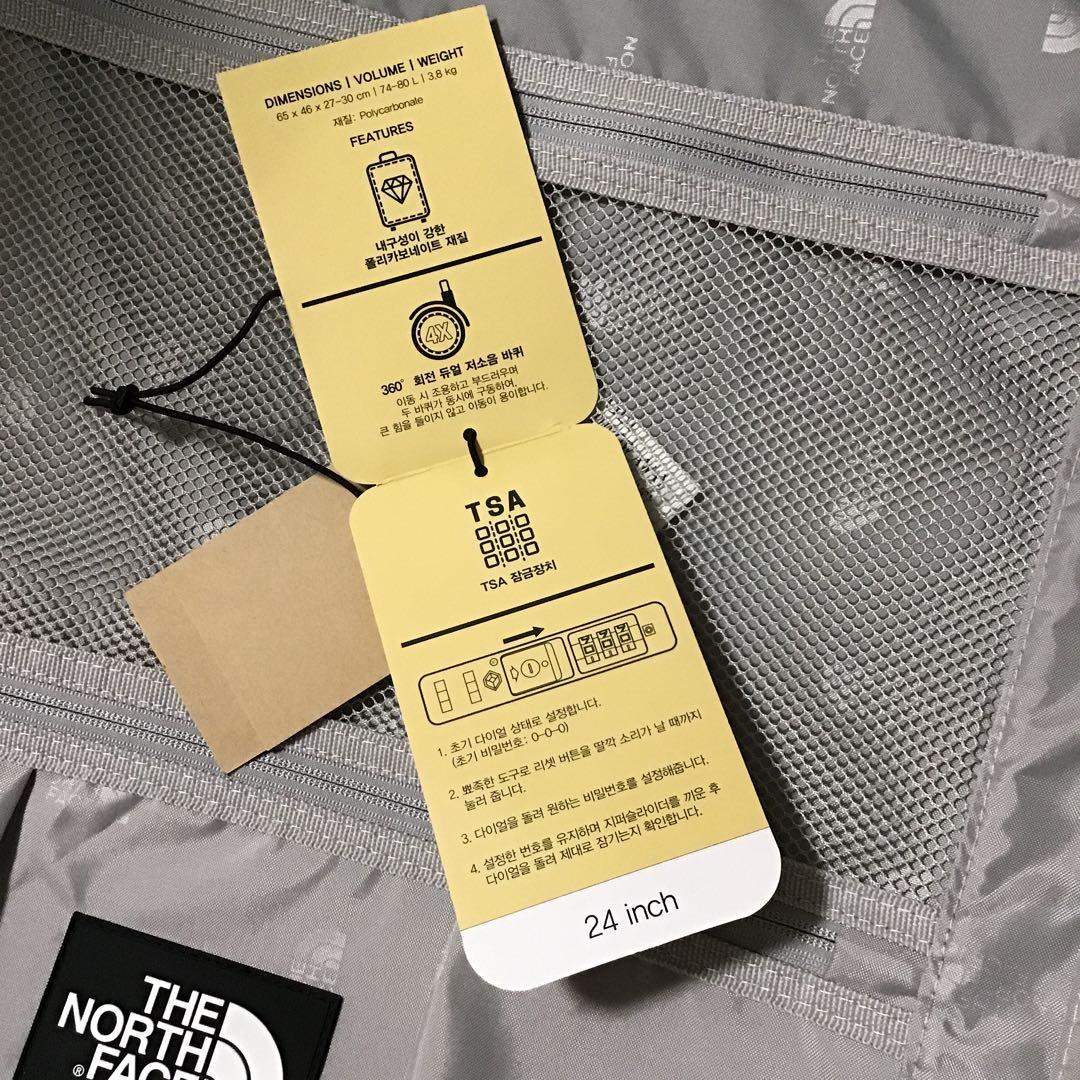 DIMENSIONS | VOLUME | WEIGHT
65 x 46 x 27-30 cm | 74-80 L | 3.8 kg
재질: Polycarbonate
FEATURES
내구성이 강한
폴리카보네이트 재질
4X
360° 회전 듀얼 저소음 바퀴
이동 시 조용하고 부드러우며
두 바퀴가 동시에 구동하여,
큰 힘을 들이지 않고 이동이 용이합니다.
TSA
TSA 잠금장치
1. 초기 다이얼 상태로 설정합니다.
(초기 비밀번호: 0-0-0)
2. 뾰족한 도구로 리셋 버튼을 딸깍 소리가 날 때까지
눌러 줍니다.
3. 다이얼을 돌려 원하는 비밀번호를 설정해줍니다.
4. 설정한 번호를 유지하며 지퍼슬라이더를 끼운 후
다이얼을 돌려 제대로 잠기는지 확인합니다.
24 inch
THE
NORTH
®FACE
THE
NORTH
FACE